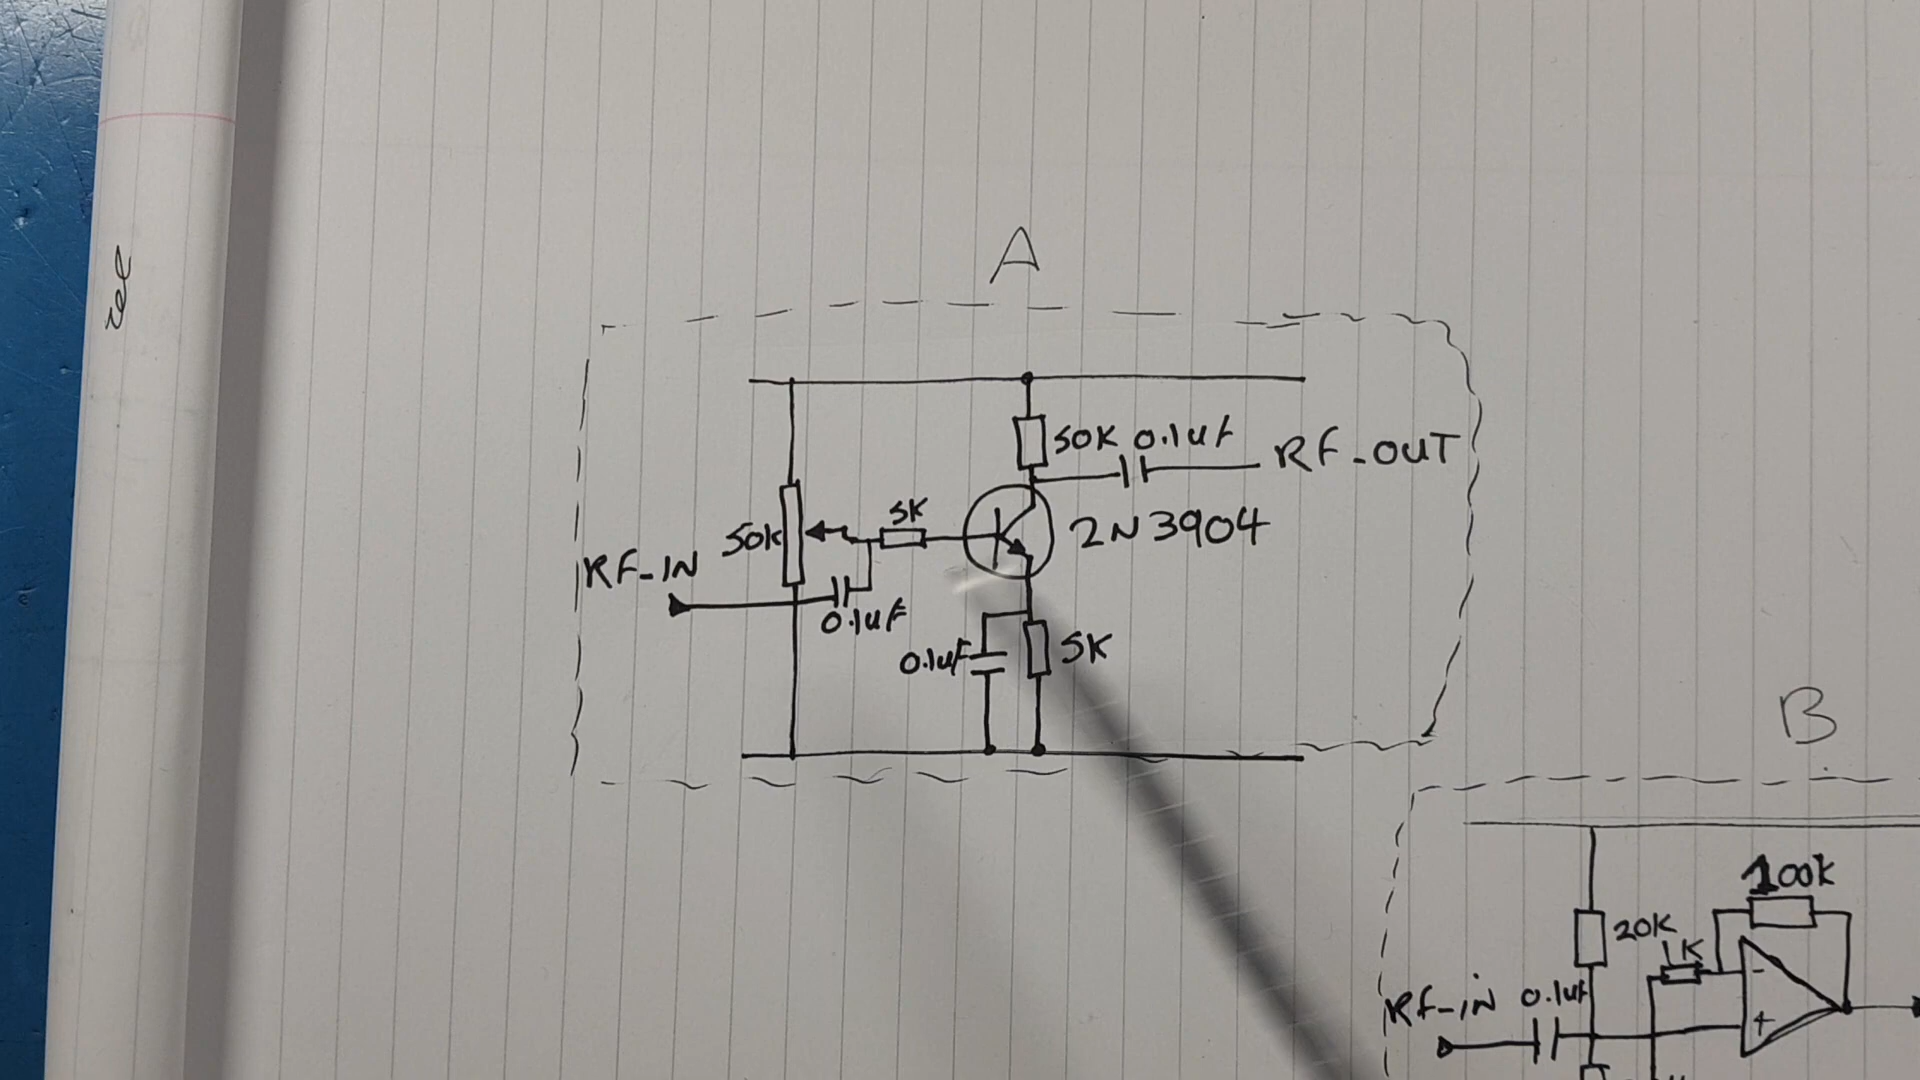 A
50K
0.1uf
RF-OUT
5K
2N3904
50K
RF-IN
0.1uF
0.1uF
5K
B
100k
20K
1K
-
RF-iN
0.1uf
+